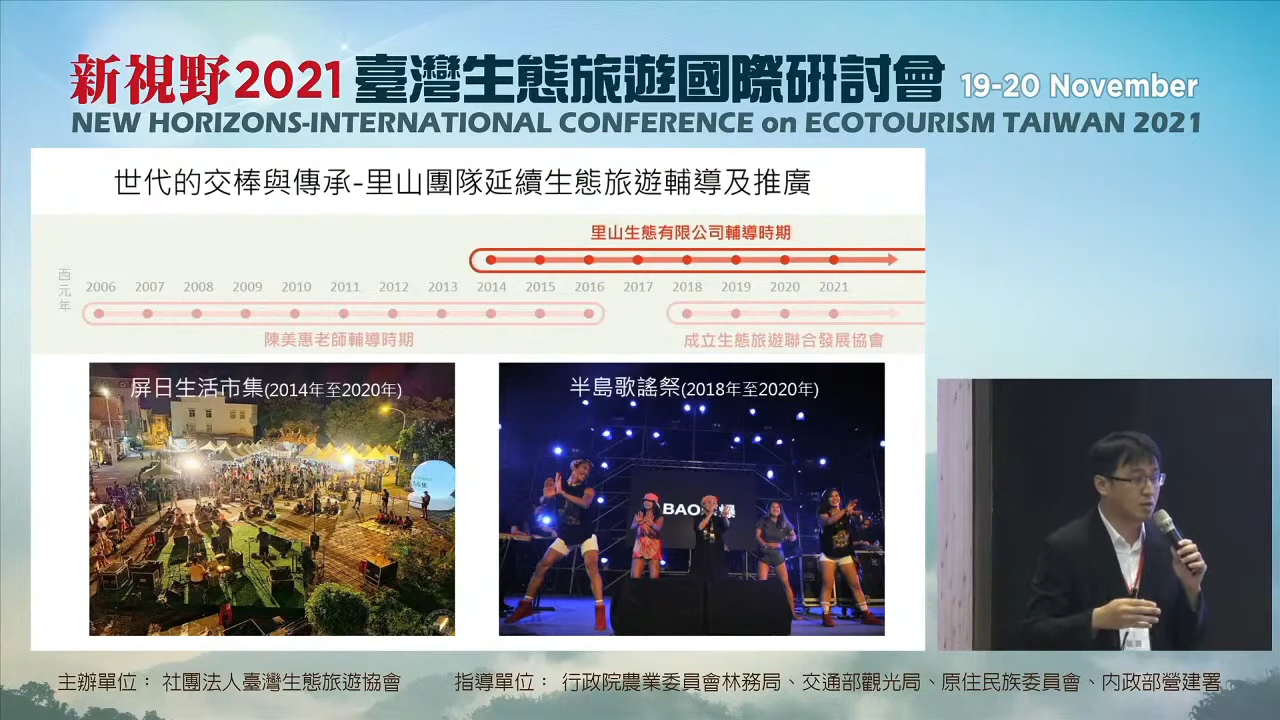 新視野2021臺灣生態旅遊國際研討會 19-20 November
NEW HORIZONS-INTERNATIONAL CONFERENCE on ECOTOURISM TAIWAN 2021
世代的交棒與傳承-里山團隊延續生態旅遊輔導及推廣
里山生態有限公司輔導時期
西元年
2006 2007 2008 2009 2010 2011 2012 2013 2014 2015 2016 2017 2018 2019 2020 2021
陳美惠老師輔導時期
成立生態旅遊聯合發展協會
屏日生活市集(2014年至2020年)
半島歌謠祭(2018年至2020年)
主辦單位： 社團法人臺灣生態旅遊協會
指導單位： 行政院農業委員會林務局、交通部觀光局、原住民族委員會、內政部營建署